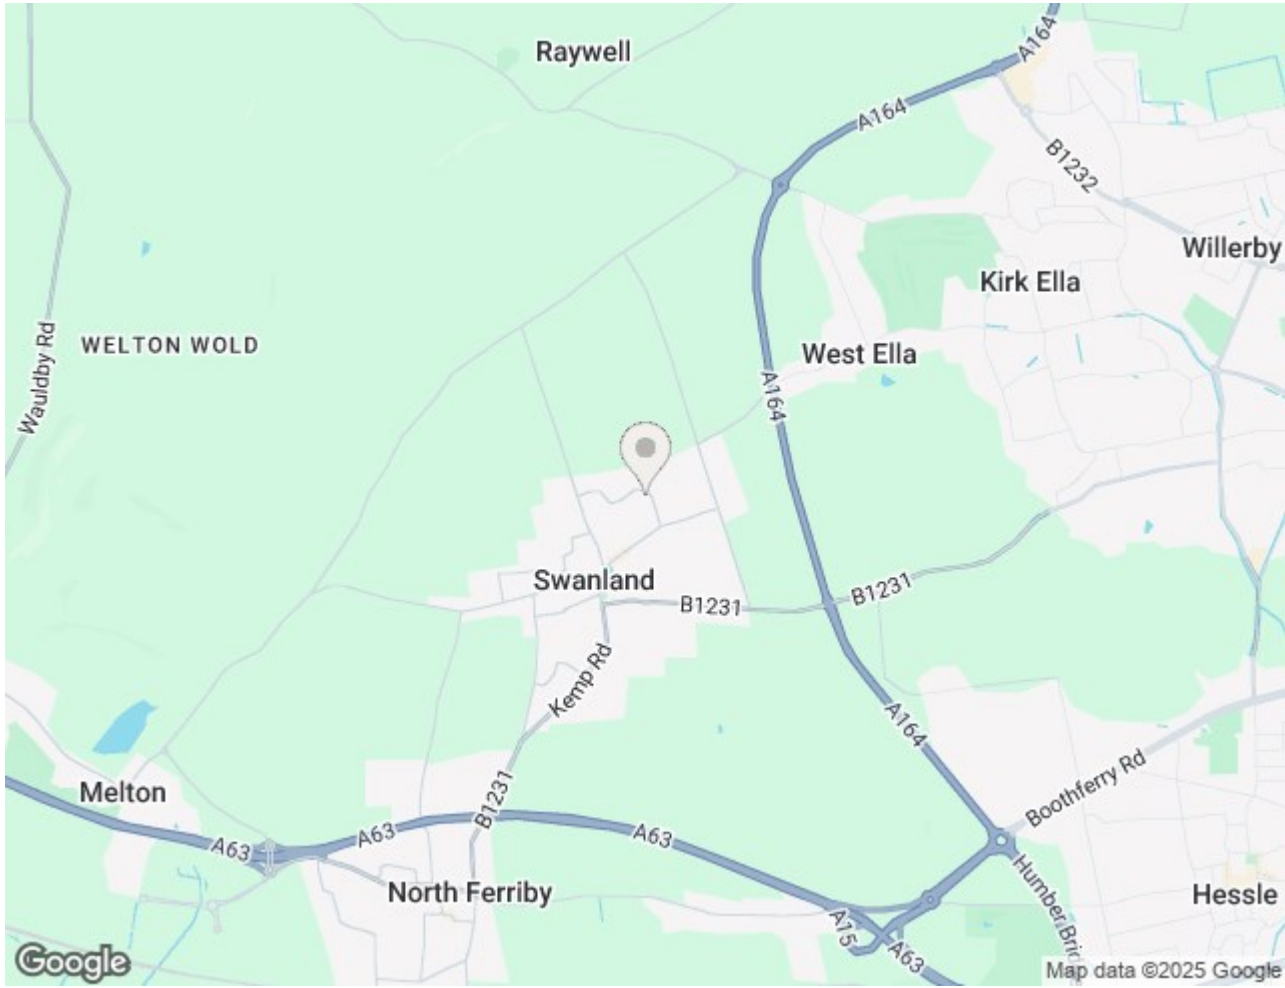 Raywell
A164
A164
B1232
Willerby
Kirk Ella
WELTON WOLD
Wauldby Rd
West Ella
A164
Swanland
B1231
B1231
Kemp Rd
A164
Melton
Boothferry Rd
B1231
A63
A63
A63
North Ferriby
Humber Brid
Hessle
A15
A63
Google
Map data ©2025 Google